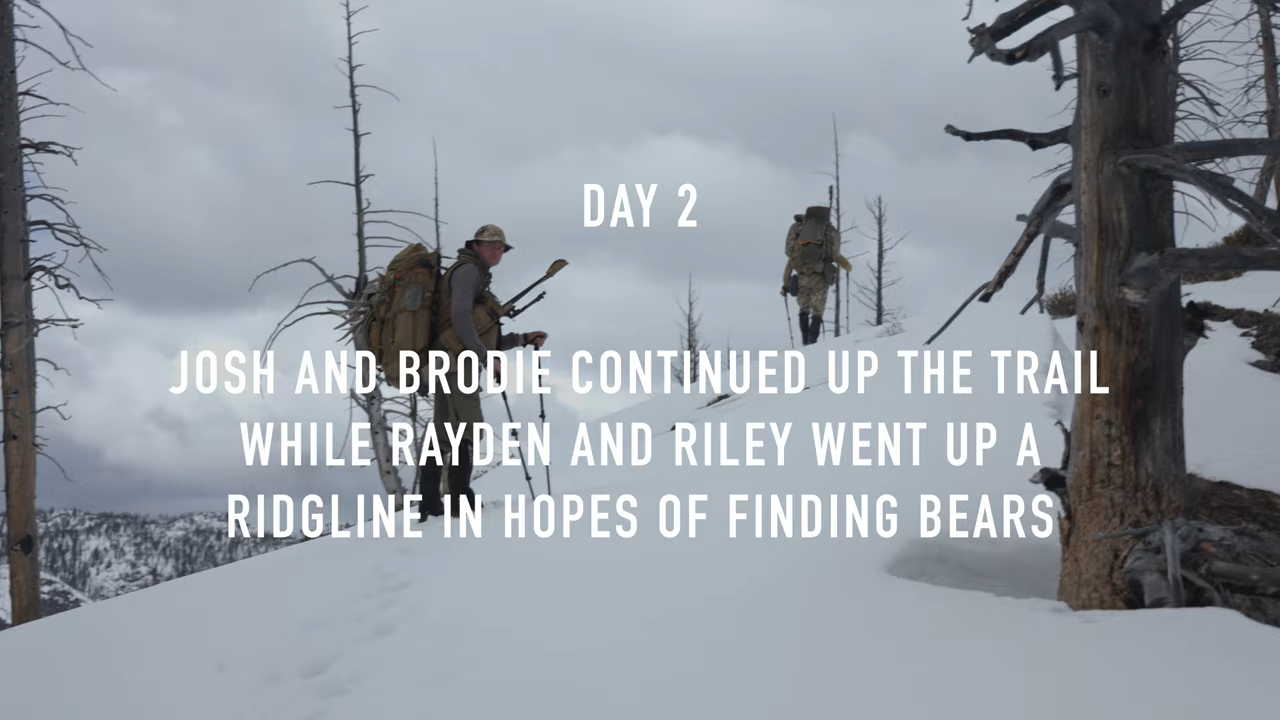 DAY 2
JOSH AND BRODIE CONTINUED UP THE TRAIL
WHILE RAYDEN AND RILEY WENT UP A
RIDGLINE IN HOPES OF FINDING BEARS